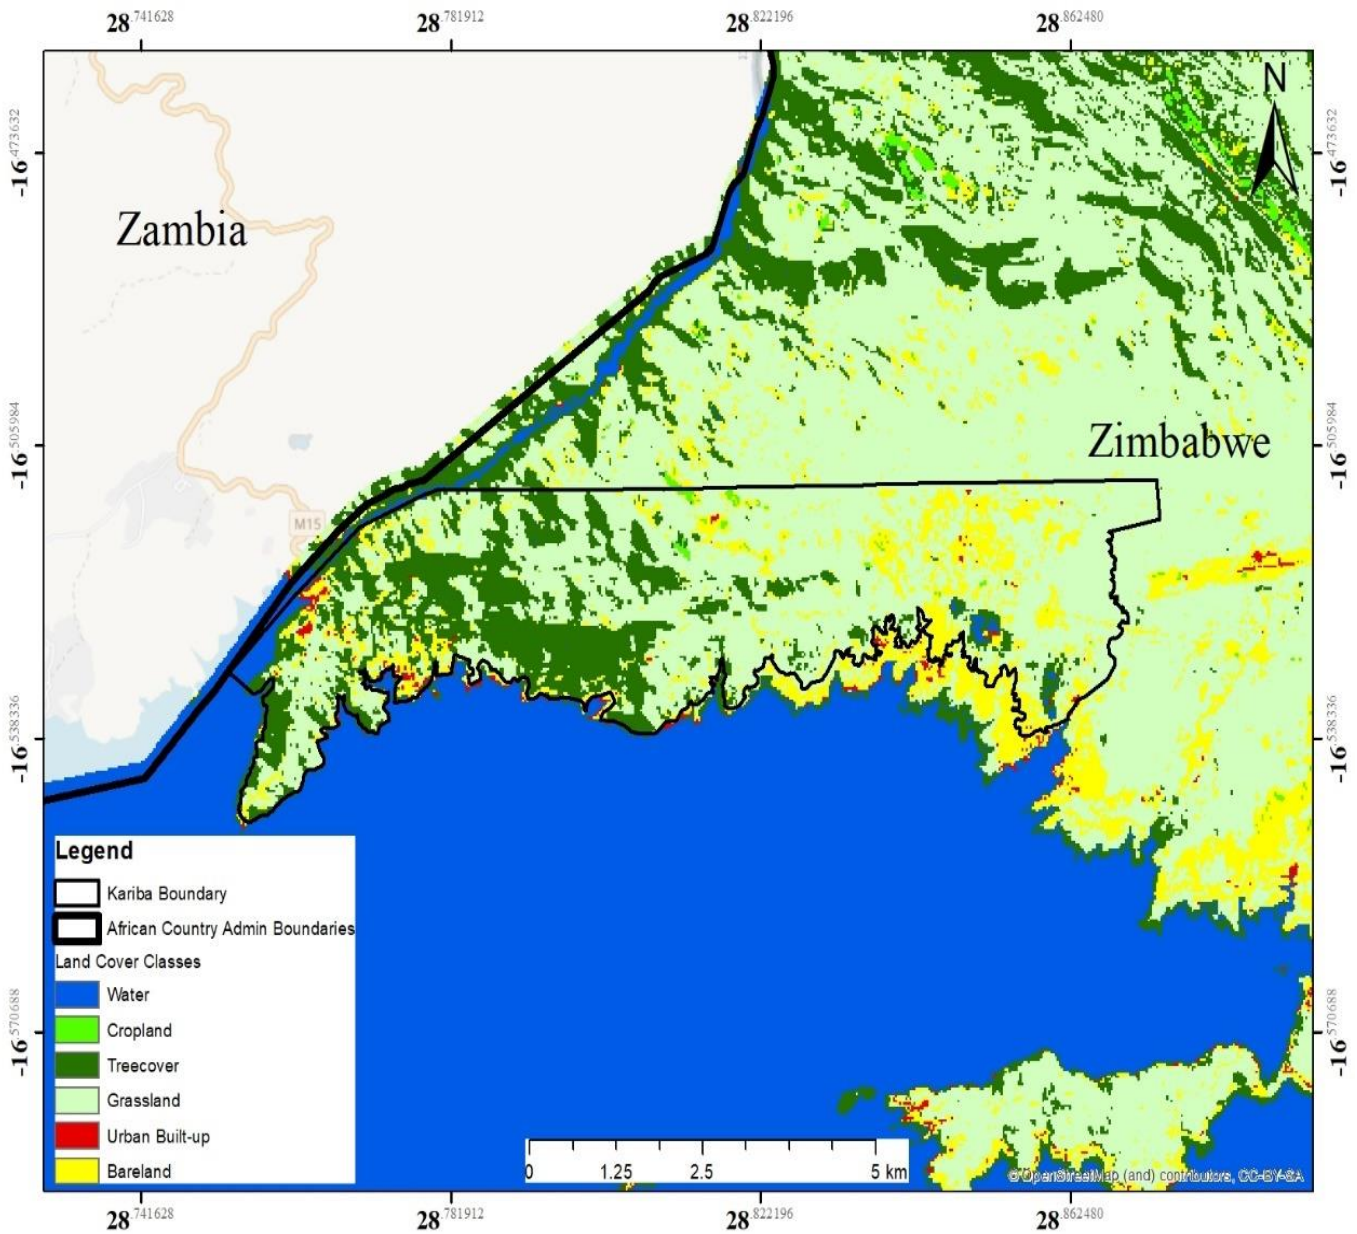 28.741628 28.781912 28.822196 28.862480
N
-16.473632 -16.473632
Zambia
Zimbabwe
-16.505984 -16.505984
M15
-16.538336 -16.538336
Legend
Kariba Boundary
African Country Admin Boundaries
Land Cover Classes
Water
Cropland
Treecover
Grassland
Urban Built-up
Bareland
-16.570688 -16.570688
0 1.25 2.5 5 km
©OpenStreetMap (and) contributors, CC-BY-SA
28.741628 28.781912 28.822196 28.862480